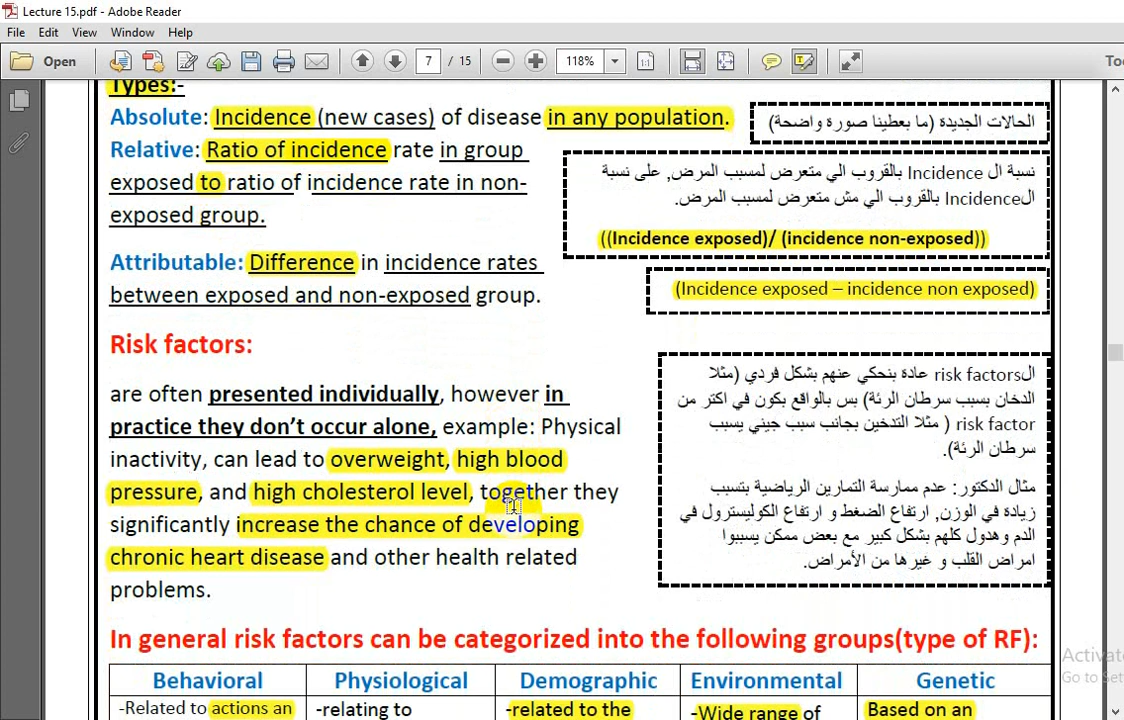 Lecture 15.pdf - Adobe Reader
File Edit View Window Help
Open
7 / 15
118%
Types:-
Absolute: Incidence (new cases) of disease in any population.
الحالات الجديدة (ما بعطينا صورة واضحة)
Relative: Ratio of incidence rate in group
exposed to ratio of incidence rate in non-
exposed group.
نسبة ال Incidence بالقروب الي متعرض لمسبب المرض, على نسبة
الIncidence بالقروب الي مش متعرض لمسبب المرض.
((Incidence exposed)/ (incidence non-exposed))
Attributable: Difference in incidence rates
between exposed and non-exposed group.
(Incidence exposed – incidence non exposed)
Risk factors:
are often presented individually, however in
practice they don't occur alone, example: Physical
inactivity, can lead to overweight, high blood
pressure, and high cholesterol level, together they
significantly increase the chance of developing
chronic heart disease and other health related
problems.
الrisk factors عادة بنحكي عنهم بشكل فردي (مثلا
الدخان بسبب سرطان الرئة) بس بالواقع بكون في اكتر من
risk factor ( مثلا التدخين بجانب سبب جيني يسبب
سرطان الرئة).
مثال الدكتور: عدم ممارسة التمارين الرياضية بتسبب
زيادة في الوزن, ارتفاع الضغط و ارتفاع الكوليسترول في
الدم وهدول كلهم بشكل كبير مع بعض ممكن يسببوا
امراض القلب و غيرها من الأمراض.
In general risk factors can be categorized into the following groups(type of RF):
Behavioral Physiological Demographic Environmental Genetic
-Related to actions an
-relating to
-related to the
-Wide range of
Based on an